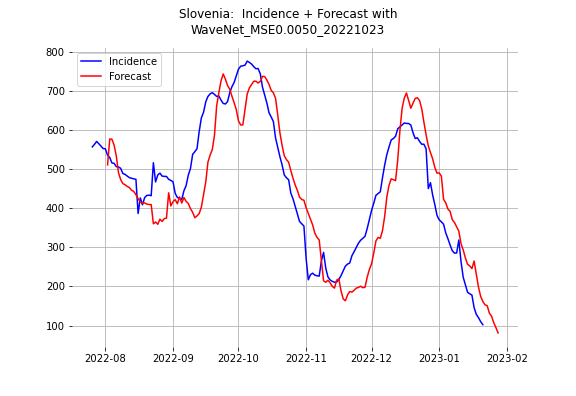 Slovenia:  Incidence + Forecast with
WaveNet_MSE0.0050_20221023
Incidence
Forecast
800
700
600
500
400
300
200
100
2022-08 2022-09 2022-10 2022-11 2022-12 2023-01 2023-02